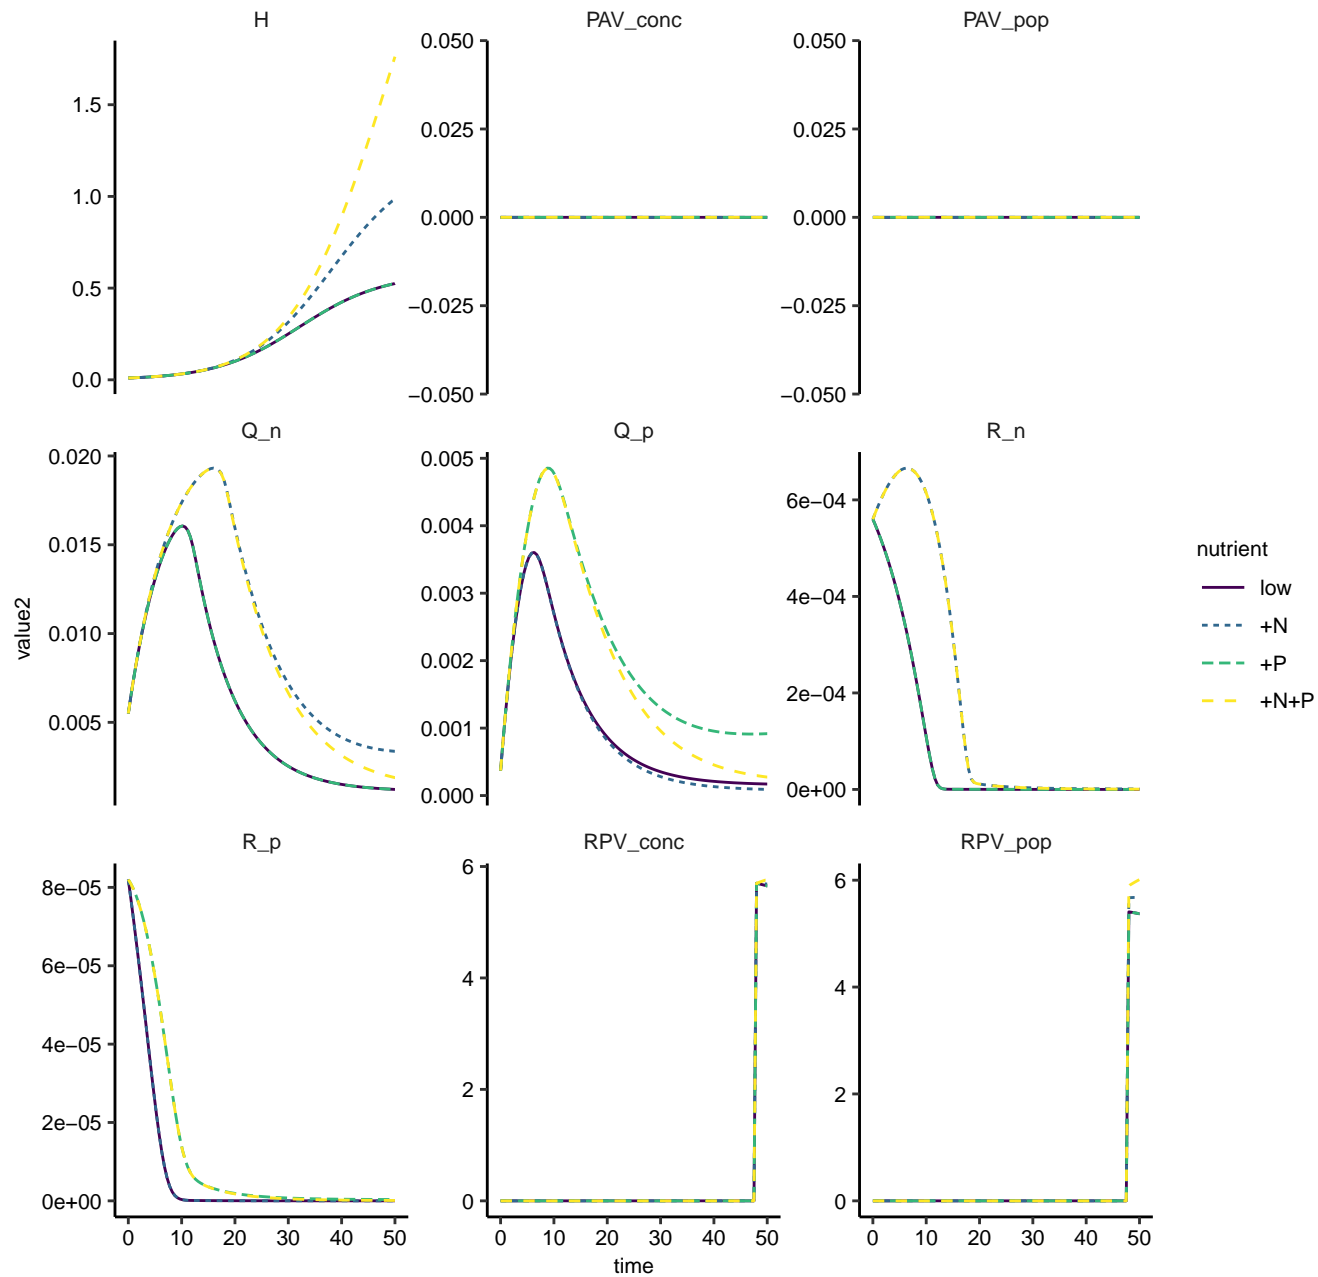 H
PAV_conc
PAV_pop
0.0
0.5
1.0
1.5
−0.050
−0.025
0.000
0.025
0.050
−0.050
−0.025
0.000
0.025
0.050
Q_n
Q_p
R_n
0.005
0.010
0.015
0.020
0.000
0.001
0.002
0.003
0.004
0.005
0e+00
2e−04
4e−04
6e−04
R_p
RPV_conc
RPV_pop
0e+00
2e−05
4e−05
6e−05
8e−05
0
2
4
6
0
2
4
6
0 10 20 30 40 50
0 10 20 30 40 50
0 10 20 30 40 50
time
value2
nutrient
low
+N
+P
+N+P